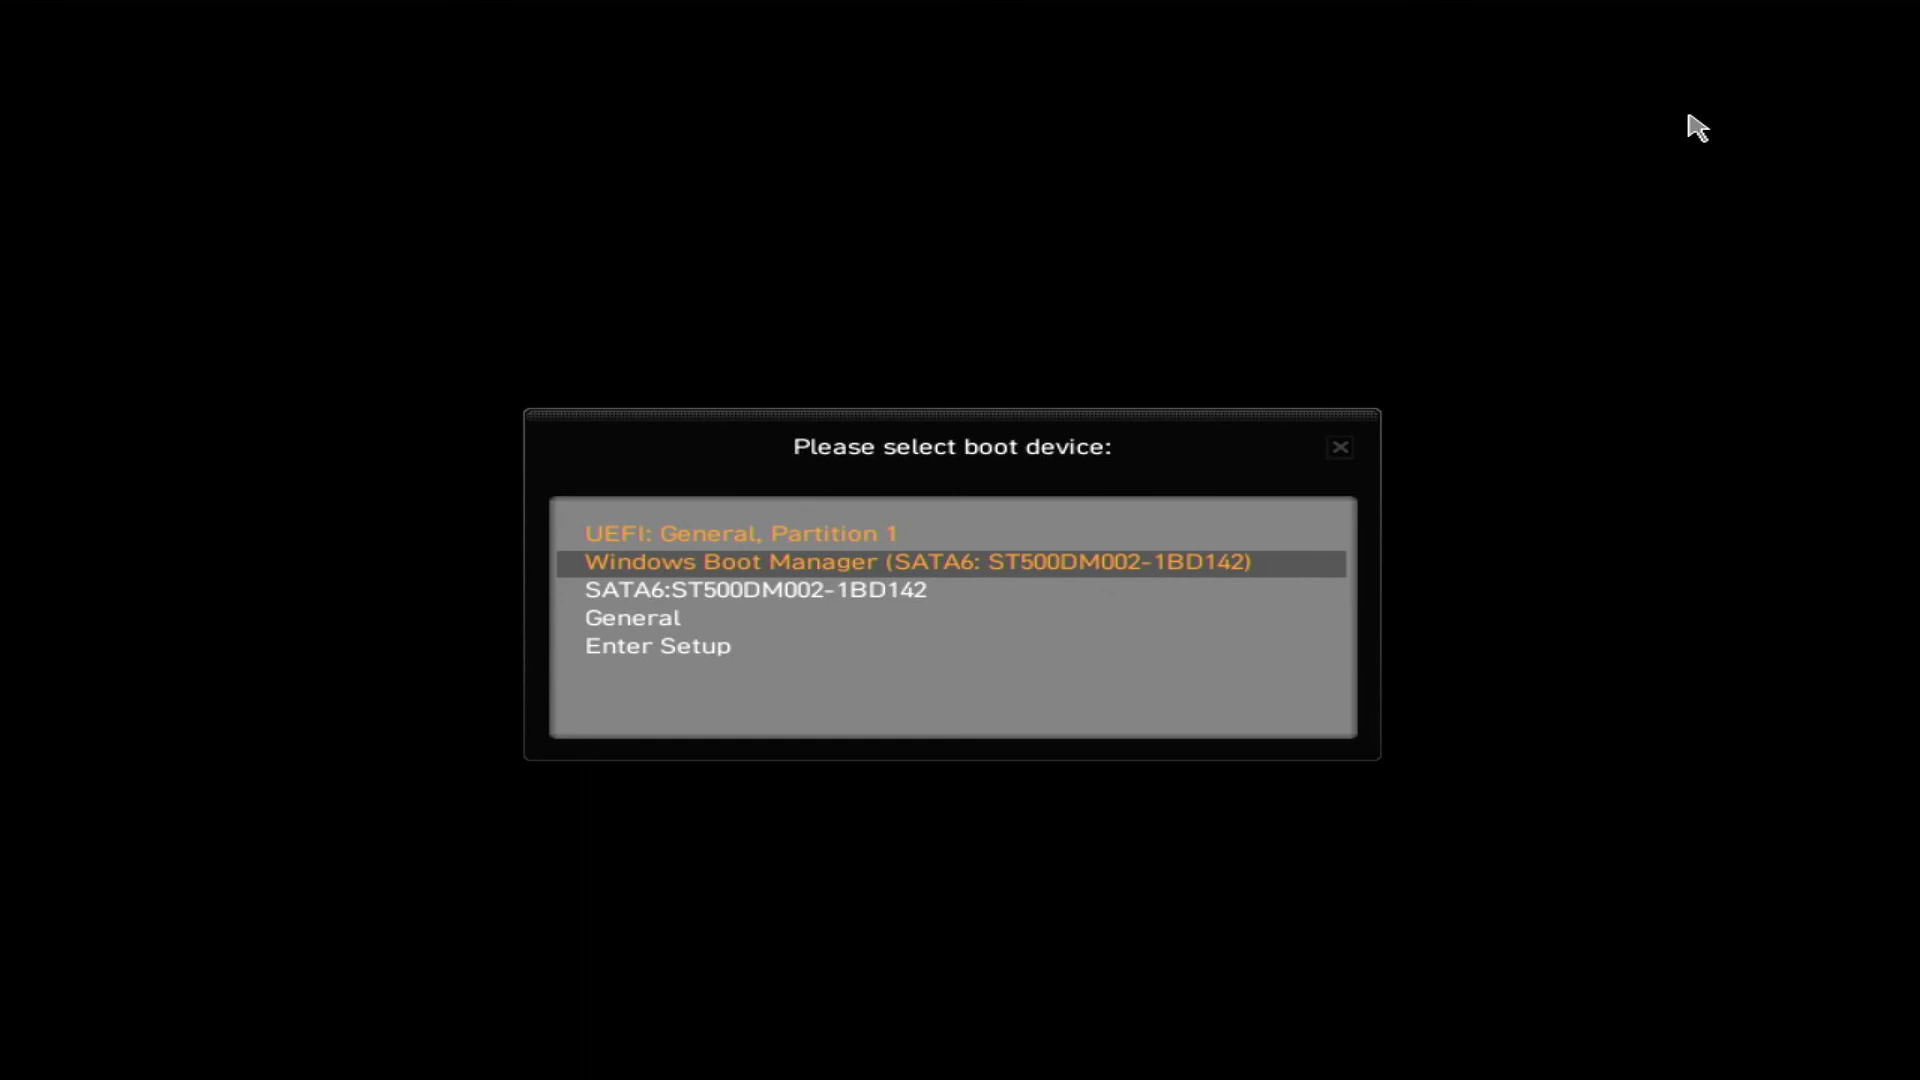 Please select boot device:
UEFI: General, Partition 1
Windows Boot Manager (SATA6: ST500DM002-1BD142)
SATA6:ST500DM002-1BD142
General
Enter Setup